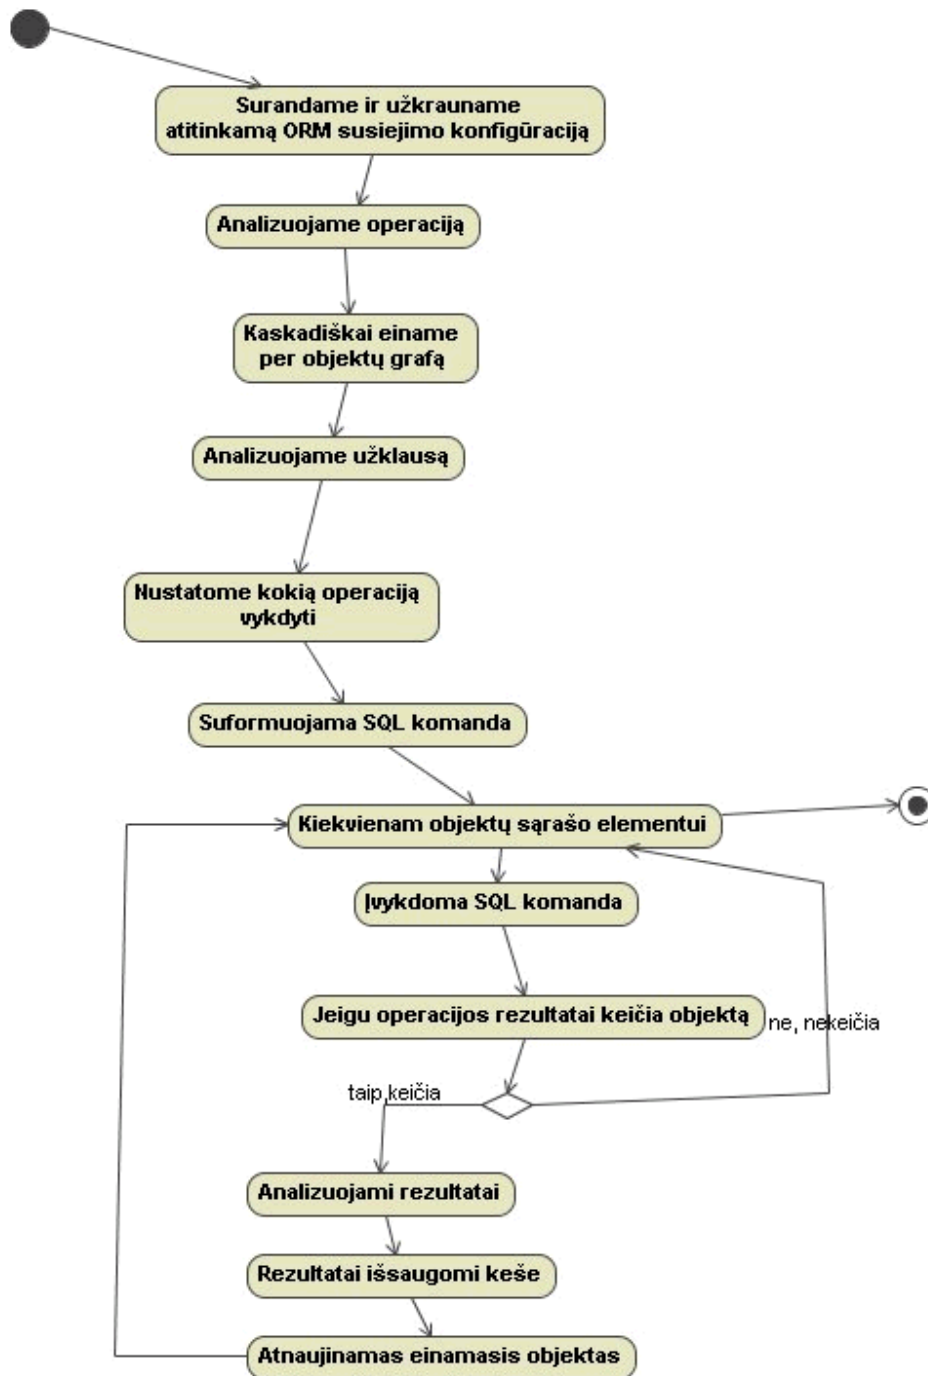 Surandame ir užkrauname
atitinkamą ORM susiejimo konfigūraciją
Analizuojame operaciją
Kaskadiškai einame
per objektų grafą
Analizuojame užklausą
Nustatome kokią operaciją
vykdyti
Suformuojama SQL komanda
Kiekvienam objektų sąrašo elementui
Įvykdoma SQL komanda
Jeigu operacijos rezultatai keičia objektą
ne, nekeičia
taip,keičia
Analizuojami rezultatai
Rezultatai išsaugomi keše
Atnaujinamas einamasis objektas